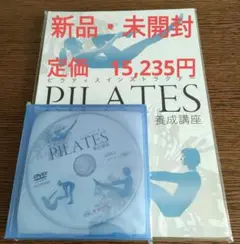 新品・未開封
定価　15,235円
ピラティスインストラクター
PILATES
養成講座
PILATES
DVD